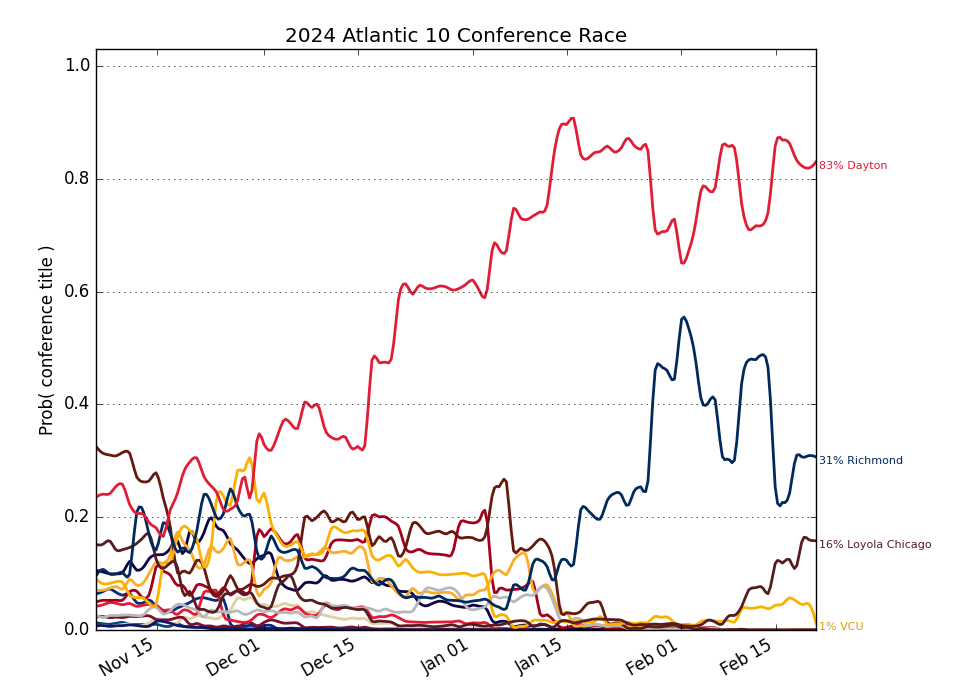 2024 Atlantic 10 Conference Race
Prob( conference title )
1.0
0.8
0.6
0.4
0.2
0.0
83% Dayton
31% Richmond
16% Loyola Chicago
1% VCU
Nov 15
Dec 01
Dec 15
Jan 01
Jan 15
Feb 01
Feb 15